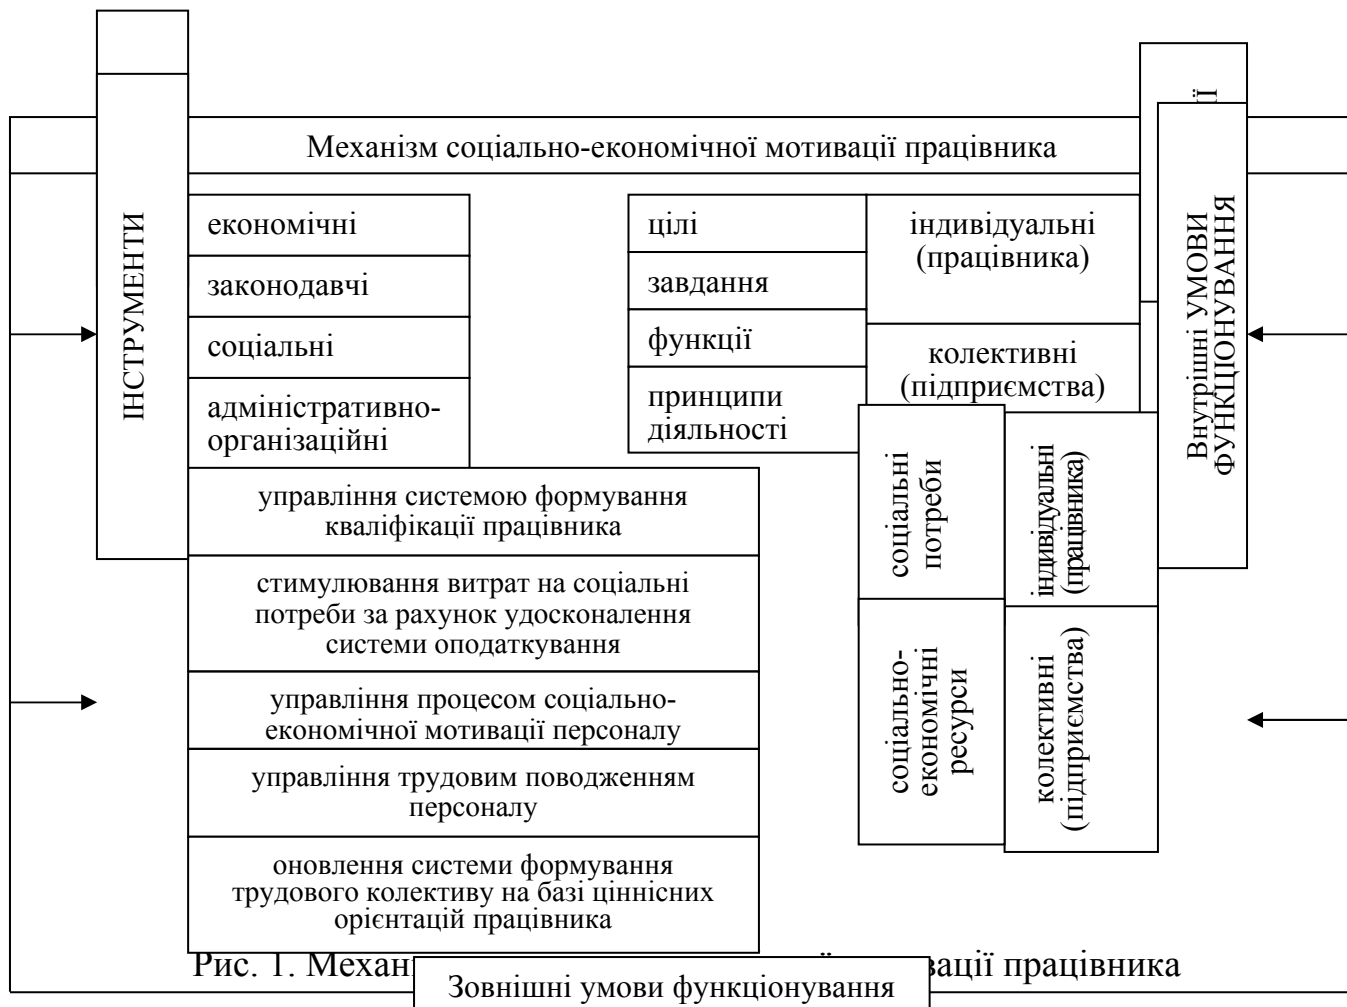 Механізм соціально-економічної мотивації працівника
ІНСТРУМЕНТИ
економічні
законодавчі
соціальні
адміністративно-
організаційні
цілі
завдання
функції
принципи
діяльності
індивідуальні
(працівника)
колективні
(підприємства)
Внутрішні УМОВИ
ФУНКЦІОНУВАННЯ
управління системою формування
кваліфікації працівника
стимулювання витрат на соціальні
потреби за рахунок удосконалення
системи оподаткування
управління процесом соціально-
економічної мотивації персоналу
управління трудовим поводженням
персоналу
оновлення системи формування
трудового колективу на базі ціннісних
орієнтацій працівника
соціальні
потреби
індивідуальні
(працівника)
соціально-
економічні
ресурси
колективні
(підприємства)
Рис. 1. Механі ації працівника
Зовнішні умови функціонування